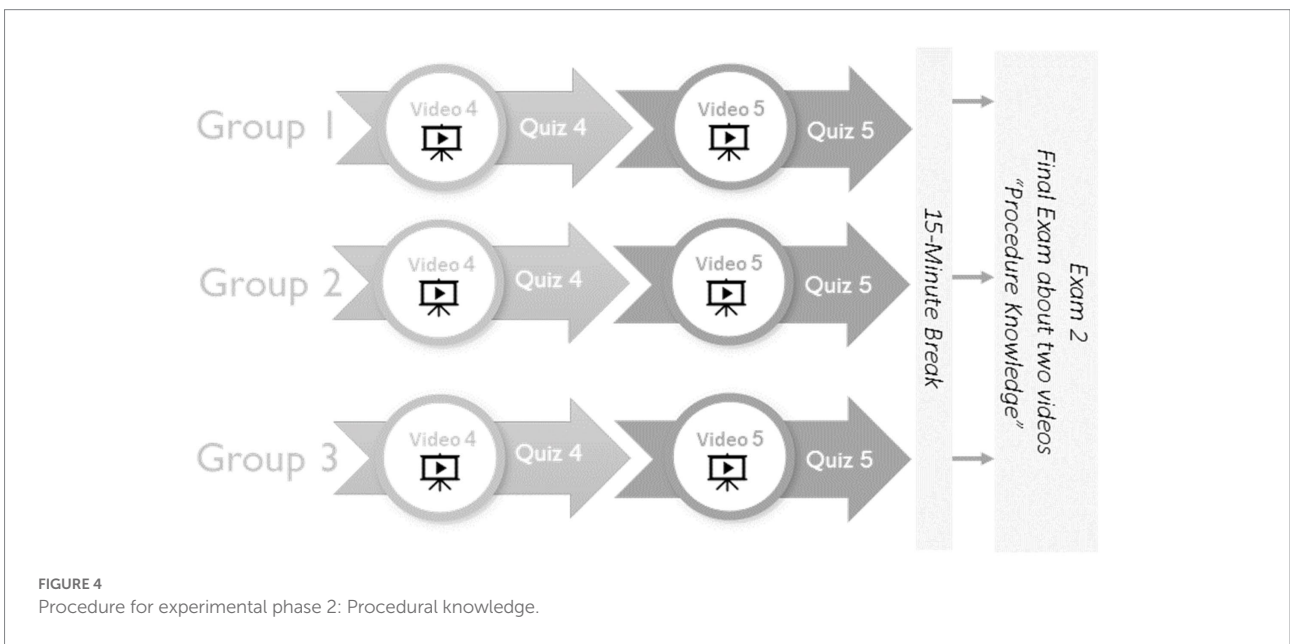 Group 1
Video 4
Quiz 4
Video 5
Quiz 5
Group 2
Video 4
Quiz 4
Video 5
Quiz 5
Group 3
Video 4
Quiz 4
Video 5
Quiz 5
15-Minute Break
Exam 2
Final Exam about two videos
“Procedure Knowledge”
FIGURE 4
Procedure for experimental phase 2: Procedural knowledge.